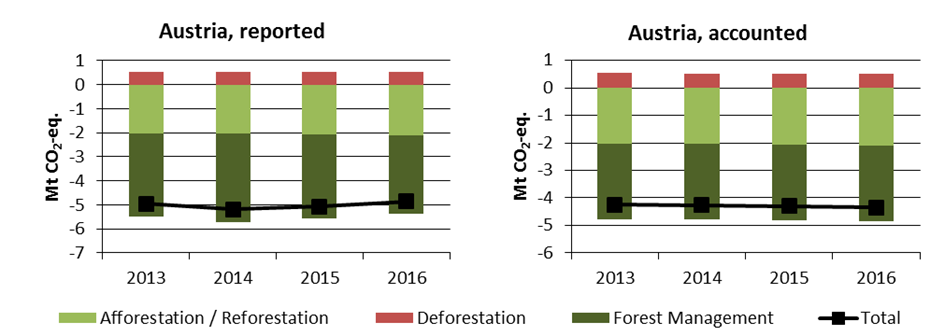 Austria, reported
Mt CO₂-eq.
1
0
-1
-2
-3
-4
-5
-6
-7
2013 2014 2015 2016
Austria, accounted
Mt CO₂-eq.
1
0
-1
-2
-3
-4
-5
-6
2013 2014 2015 2016
Afforestation / Reforestation Deforestation Forest Management Total